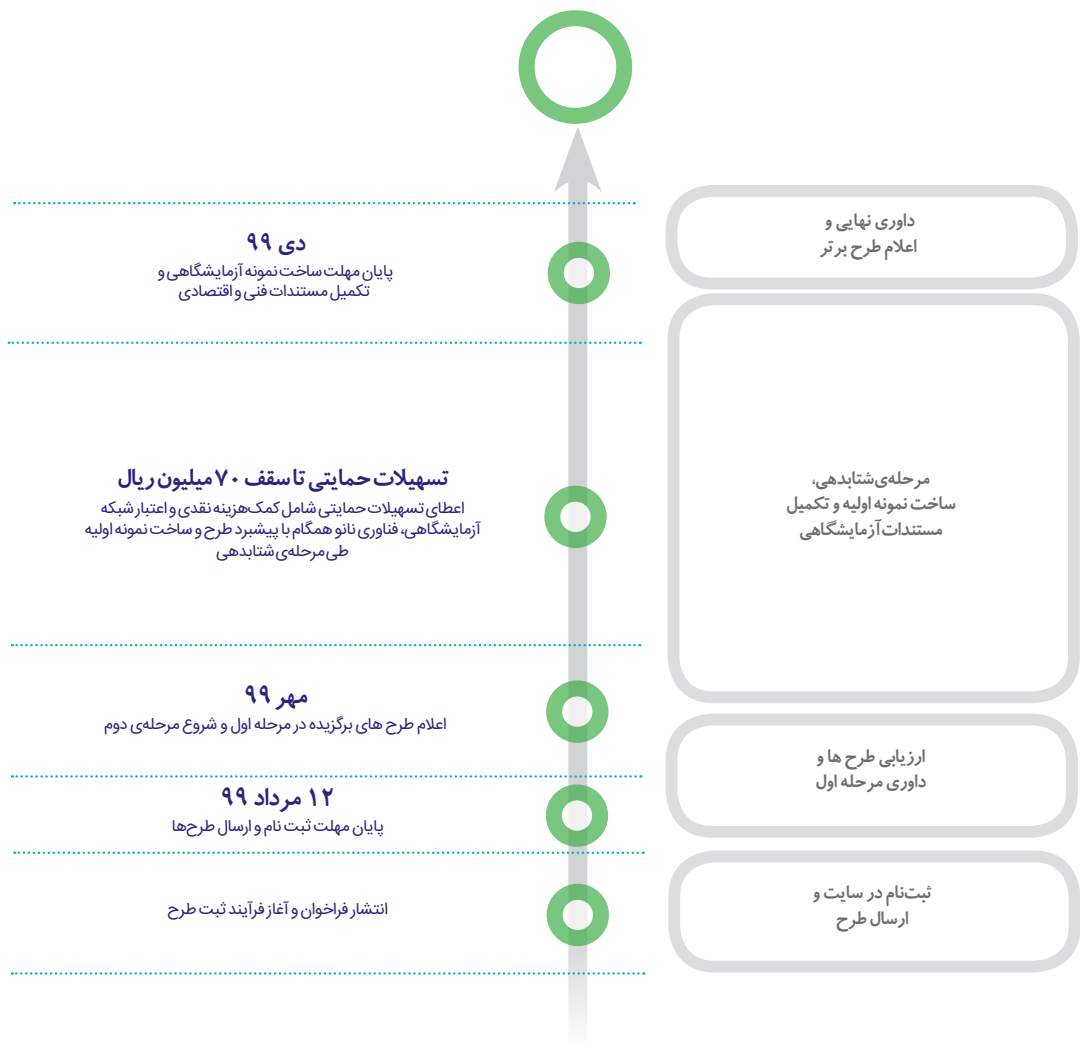 داوری نهایی و
اعلام طرح برتر
دی ۹۹
پایان مهلت ساخت نمونه آزمایشگاهی و
تکمیل مستندات فنی و اقتصادی
مرحله‌ی شتابدهی،
ساخت نمونه اولیه و تکمیل
مستندات آزمایشگاهی
تسهیلات حمایتی تا سقف ۷۰ میلیون ریال
اعطای تسهیلات حمایتی شامل کمک‌هزینه نقدی و اعتبار شبکه
آزمایشگاهی، فناوری نانو همگام با پیشبرد طرح و ساخت نمونه اولیه
طی مرحله‌ی شتابدهی
مهر ۹۹
اعلام طرح های برگزیده در مرحله اول و شروع مرحله‌ی دوم
ارزیابی طرح ها و
داوری مرحله اول
۱۲ مرداد ۹۹
پایان مهلت ثبت نام و ارسال طرح‌ها
ثبت‌نام در سایت و
ارسال طرح
انتشار فراخوان و آغاز فرآیند ثبت طرح